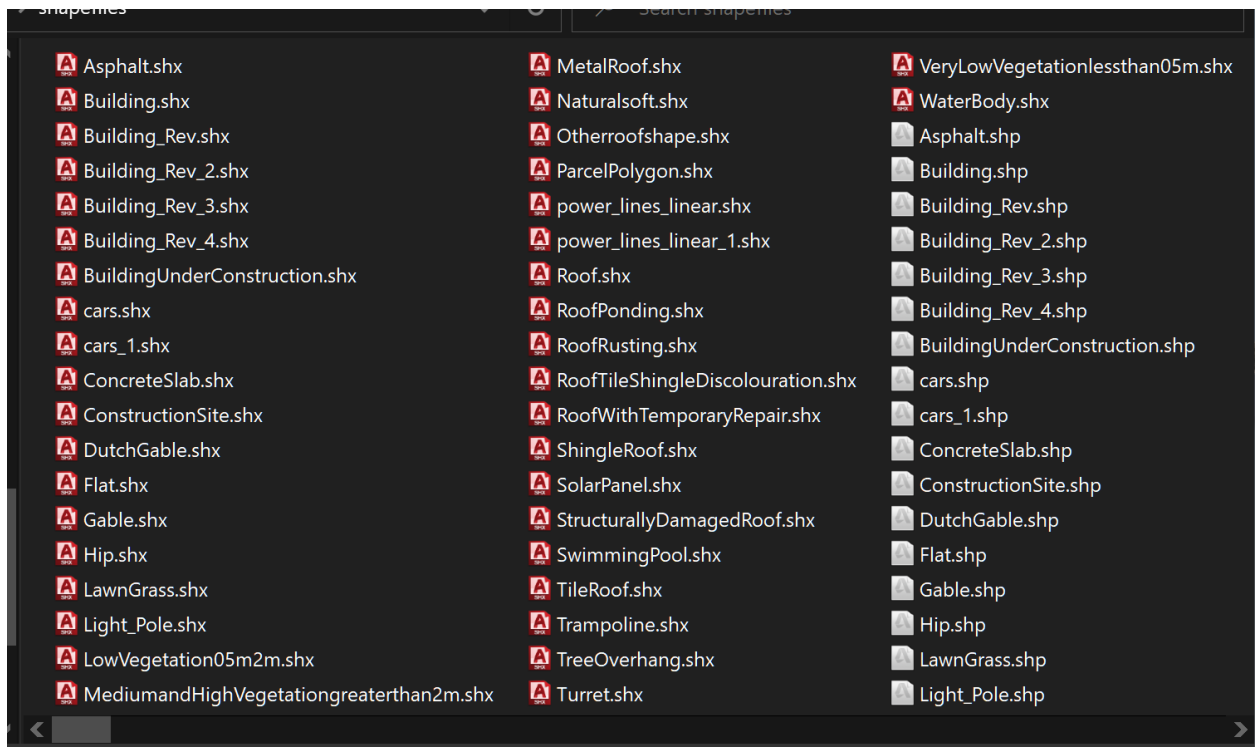 shapefiles
Search shapefiles
Asphalt.shx
Building.shx
Building_Rev.shx
Building_Rev_2.shx
Building_Rev_3.shx
Building_Rev_4.shx
BuildingUnderConstruction.shx
cars.shx
cars_1.shx
ConcreteSlab.shx
ConstructionSite.shx
DutchGable.shx
Flat.shx
Gable.shx
Hip.shx
LawnGrass.shx
Light_Pole.shx
LowVegetation05m2m.shx
MediumandHighVegetationgreaterthan2m.shx
MetalRoof.shx
Naturalsoft.shx
Otherroofshape.shx
ParcelPolygon.shx
power_lines_linear.shx
power_lines_linear_1.shx
Roof.shx
RoofPonding.shx
RoofRusting.shx
RoofTileShingleDiscolouration.shx
RoofWithTemporaryRepair.shx
ShingleRoof.shx
SolarPanel.shx
StructurallyDamagedRoof.shx
SwimmingPool.shx
TileRoof.shx
Trampoline.shx
TreeOverhang.shx
Turret.shx
VeryLowVegetationlessthan05m.shx
WaterBody.shx
Asphalt.shp
Building.shp
Building_Rev.shp
Building_Rev_2.shp
Building_Rev_3.shp
Building_Rev_4.shp
BuildingUnderConstruction.shp
cars.shp
cars_1.shp
ConcreteSlab.shp
ConstructionSite.shp
DutchGable.shp
Flat.shp
Gable.shp
Hip.shp
LawnGrass.shp
Light_Pole.shp